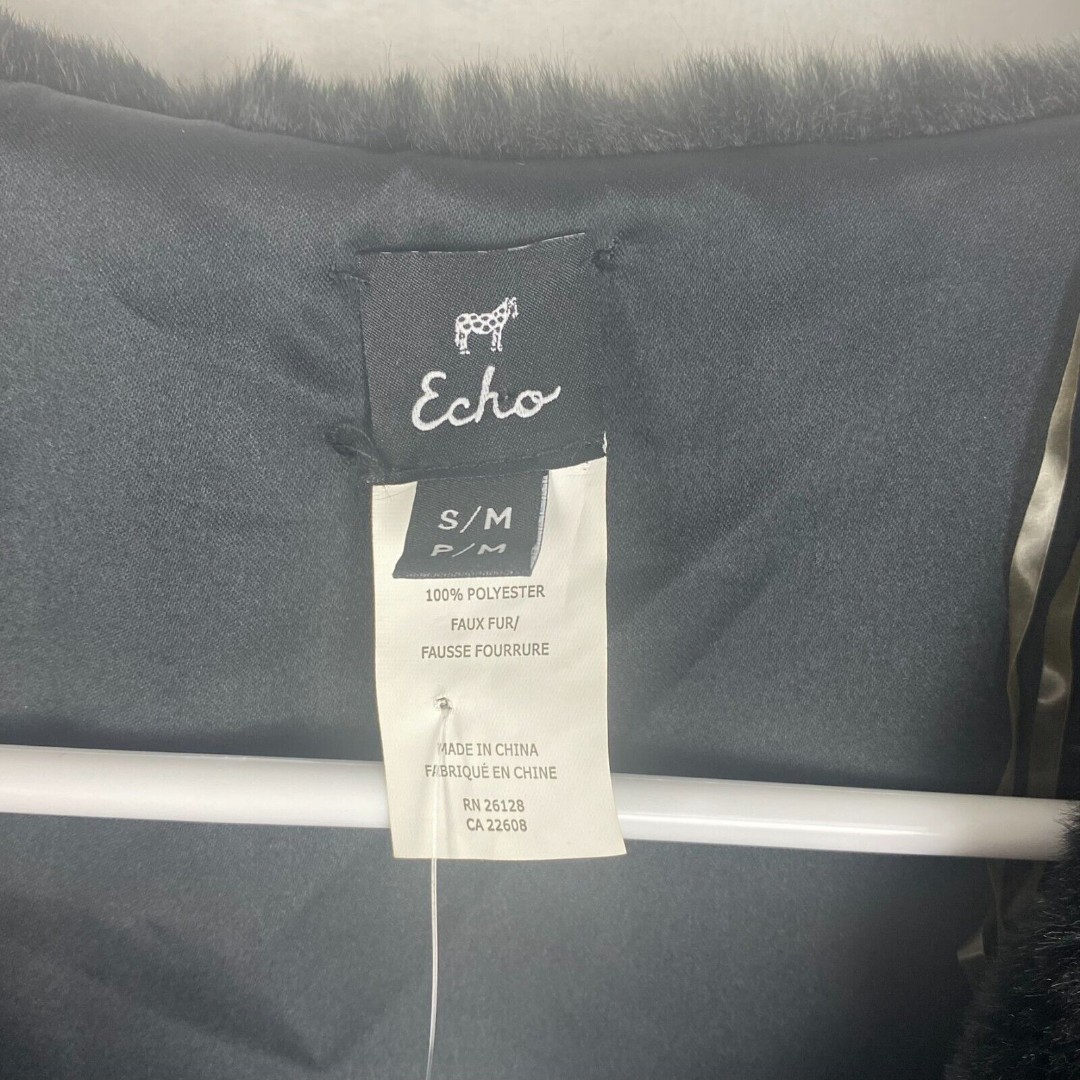 Echo
S/M
P/M
100% POLYESTER
FAUX FUR/
FAUSSE FOURRURE
MADE IN CHINA
FABRIQUÉ EN CHINE
RN 26128
CA 22608